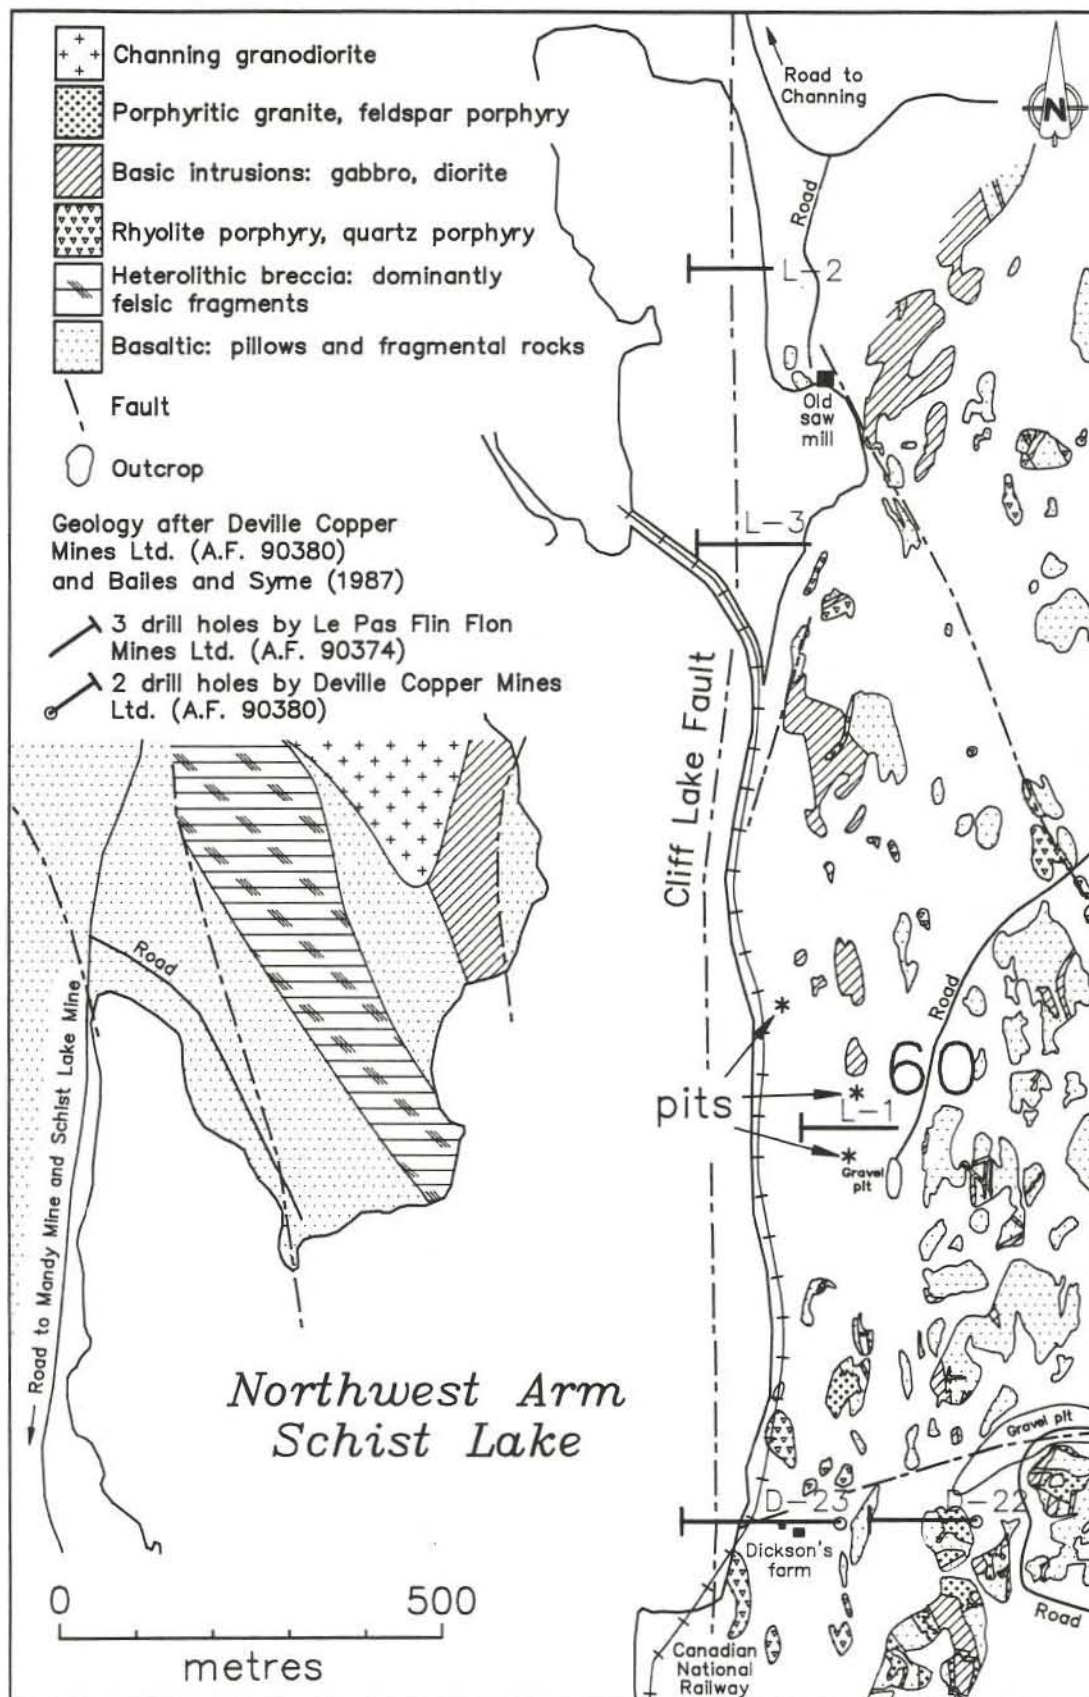 Channing granodiorite
Porphyritic granite, feldspar porphyry
Basic intrusions: gabbro, diorite
Rhyolite porphyry, quartz porphyry
Heterolithic breccia: dominantly
felsic fragments
Basaltic: pillows and fragmental rocks
Fault
Outcrop
Geology after Deville Copper
Mines Ltd. (A.F. 90380)
and Bailes and Syme (1987)
3 drill holes by Le Pas Flin Flon
Mines Ltd. (A.F. 90374)
2 drill holes by Deville Copper Mines
Ltd. (A.F. 90380)
Road to
Channing
N
Road
L-2
Old
saw
mill
L-3
Cliff Lake Fault
Road
Road
60
pits
L-1
Gravel
pit
Road to Mandy Mine and Schist Lake Mine
Northwest Arm
Schist Lake
Gravel pit
D-23
D-22
Dickson's
farm
Road
0
500
metres
Canadian
National
Railway